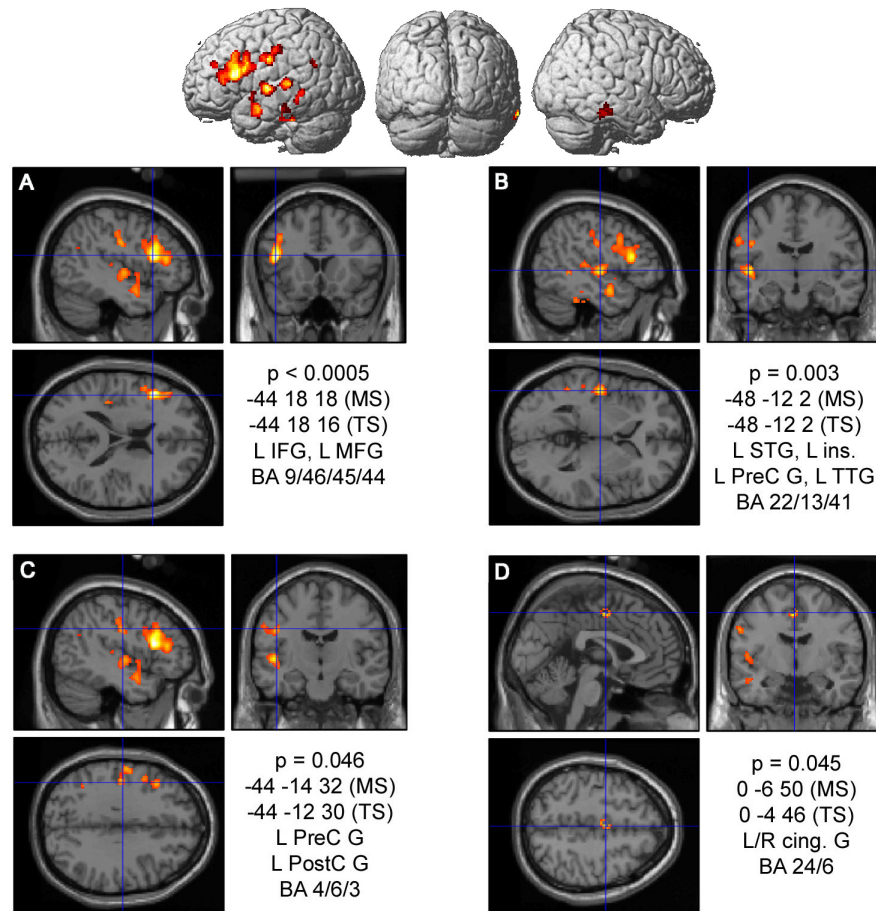 A
p < 0.0005
-44 18 18 (MS)
-44 18 16 (TS)
L IFG, L MFG
BA 9/46/45/44
B
p = 0.003
-48 -12 2 (MS)
-48 -12 2 (TS)
L STG, L ins.
L PreC G, L TTG
BA 22/13/41
C
p = 0.046
-44 -14 32 (MS)
-44 -12 30 (TS)
L PreC G
L PostC G
BA 4/6/3
D
p = 0.045
0 -6 50 (MS)
0 -4 46 (TS)
L/R cing. G
BA 24/6